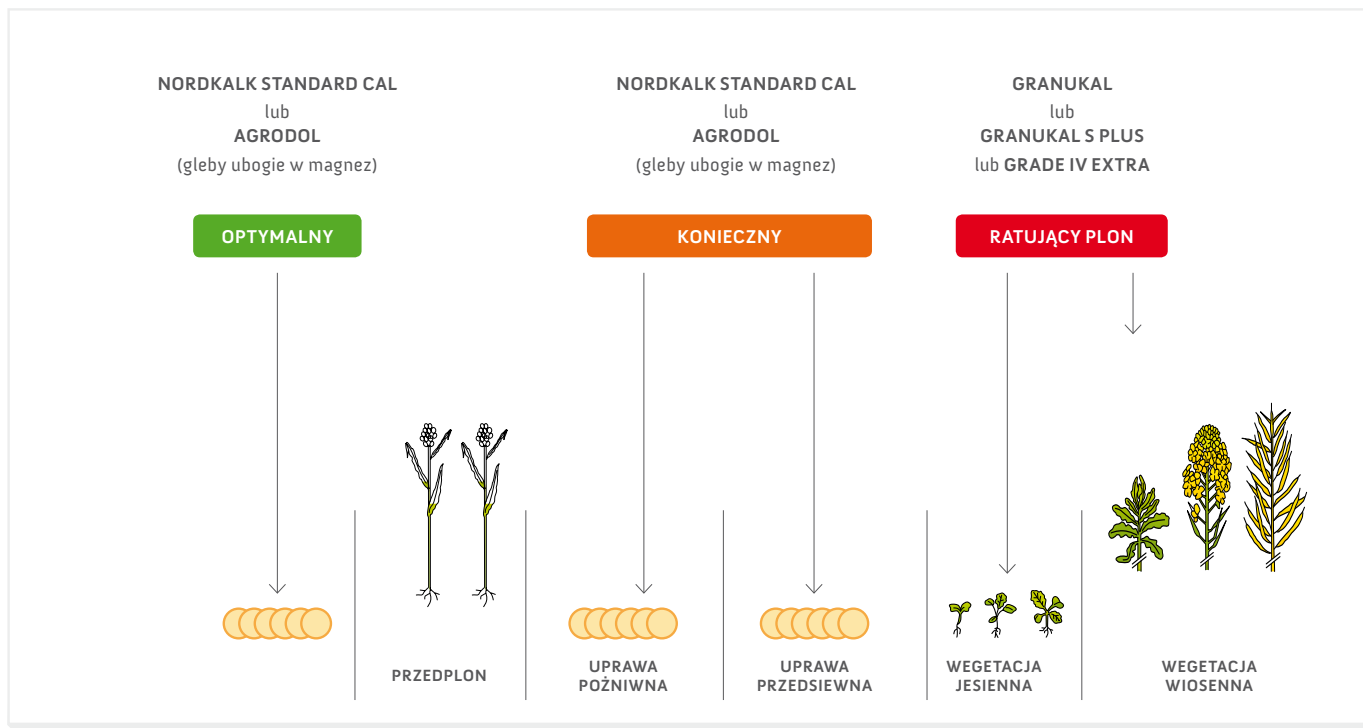 NORDKALK STANDARD CAL
lub
AGRODOL
(gleby ubogie w magnez)
OPTYMALNY
NORDKALK STANDARD CAL
lub
AGRODOL
(gleby ubogie w magnez)
KONIECZNY
GRANUKAL
lub
GRANUKAL S PLUS
lub GRADE IV EXTRA
RATUJĄCY PLON
PRZEDPLON
UPRAWA
POŻNIWNA
UPRAWA
PRZEDSIEWNA
WEGETACJA
JESIENNA
WEGETACJA
WIOSENNA